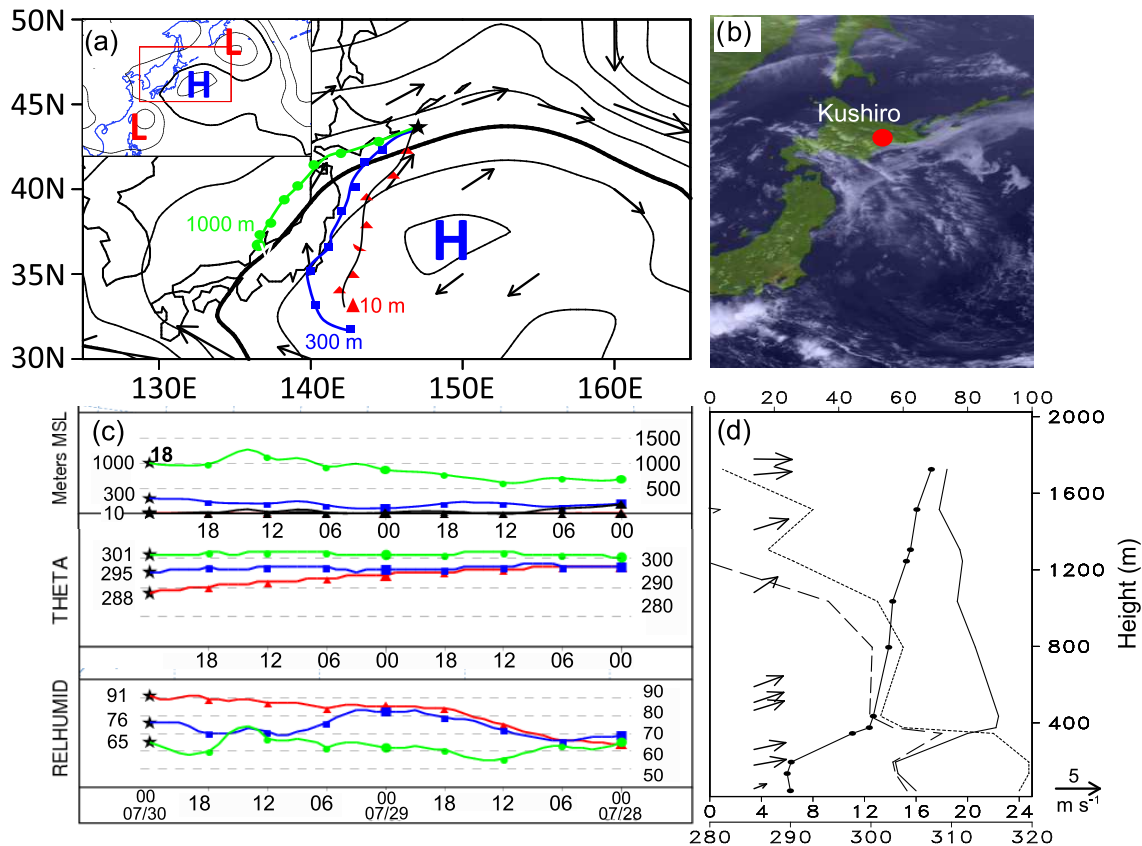 50N
(a)
L
H
L
45N
40N
1000 m
H
35N
10 m
300 m
30N
130E 140E 150E 160E
(b)
Kushiro
(c)
Meters MSL
18
1500
1000 1000
300 500
10
18 12 06 00 18 12 06 00
THETA
301 300
295 290
288 280
18 12 06 00 18 12 06 00
RELHUMID
91 90
76 80
65 70
60
50
00 18 12 06 00 18 12 06 00
07/30 07/29 07/28
0 20 40 60 80 100
(d)
2000
1600
1200
800
400
Height (m)
5
m s⁻¹
0 4 8 12 16 20 24
280 290 300 310 320